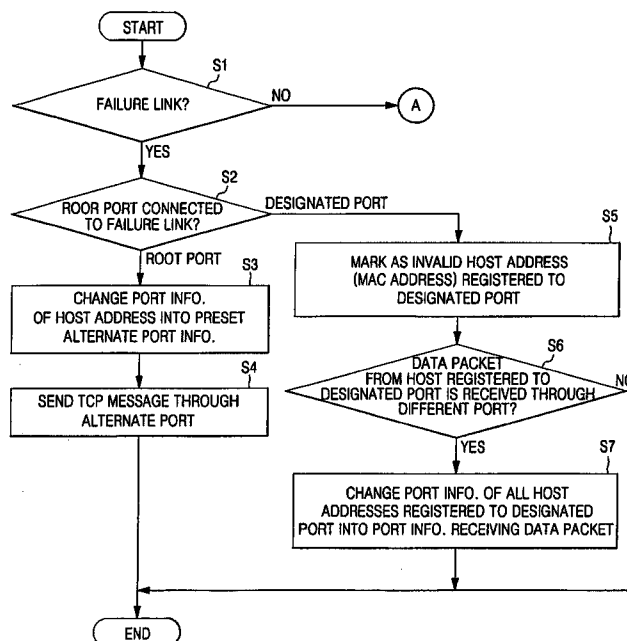 START
S1
FAILURE LINK?
NO
A
YES
S2
ROOR PORT CONNECTED
TO FAILURE LINK?
DESIGNATED PORT
ROOT PORT
S3
CHANGE PORT INFO.
OF HOST ADDRESS INTO PRESET
ALTERNATE PORT INFO.
S4
SEND TCP MESSAGE THROUGH
ALTERNATE PORT
S5
MARK AS INVALID HOST ADDRESS
(MAC ADDRESS) REGISTERED TO
DESIGNATED PORT
S6
DATA PACKET
FROM HOST REGISTERED TO
DESIGNATED PORT IS RECEIVED THROUGH
DIFFERENT PORT?
NO
YES
S7
CHANGE PORT INFO. OF ALL HOST
ADDRESSES REGISTERED TO DESIGNATED
PORT INTO PORT INFO. RECEIVING DATA PACKET
END